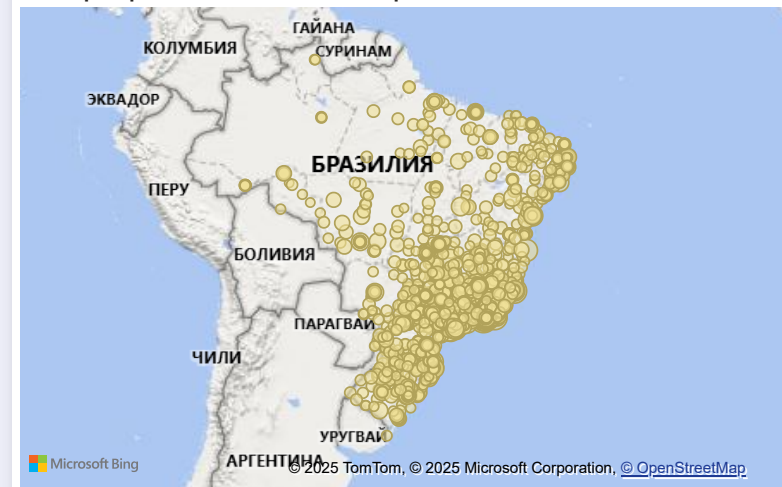 ГАЙАНА
КОЛУМБИЯ
СУРИНАМ
ЭКВАДОР
БРАЗИЛИЯ
ПЕРУ
БОЛИВИЯ
ПАРАГВАЙ
ЧИЛИ
УРУГВАЙ
АРГЕНТИНА
Microsoft Bing
© 2025 TomTom, © 2025 Microsoft Corporation, © OpenStreetMap